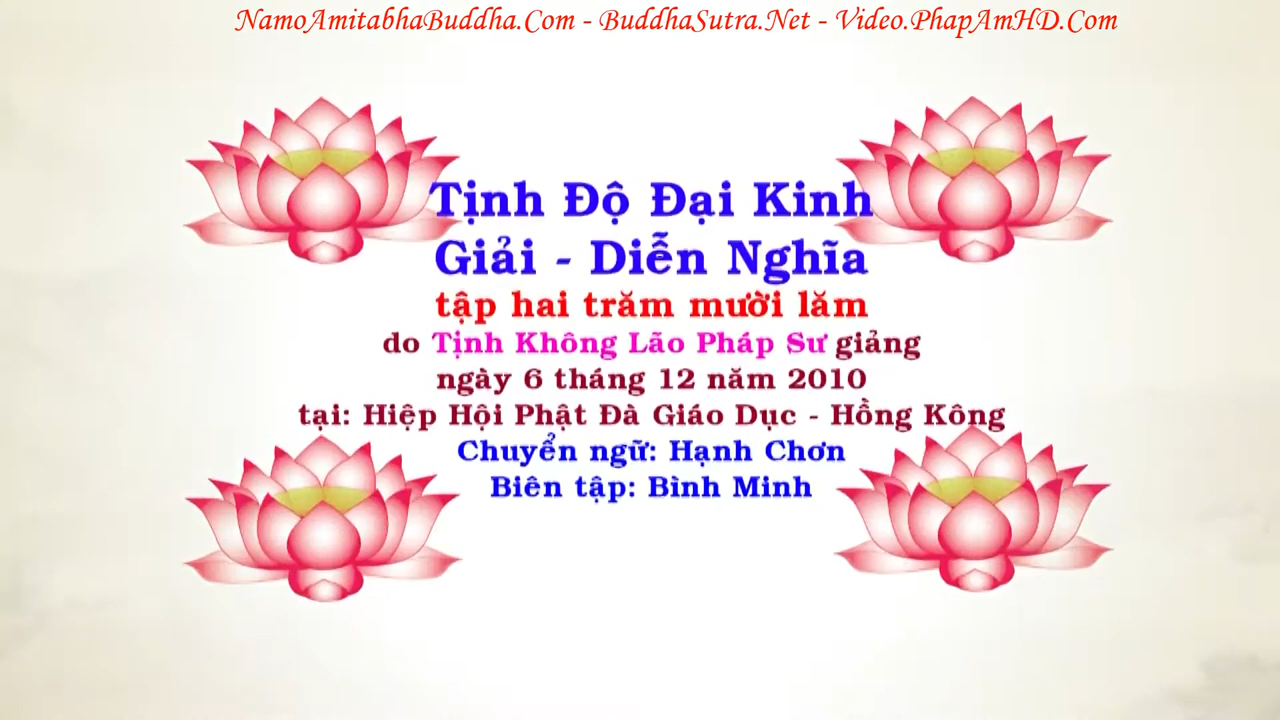 NamoAmitabhaBuddha.Com - BuddhaSutra.Net - Video.PhapAmHD.Com
Tịnh Độ Đại Kinh
Giải - Diễn Nghĩa
tập hai trăm mười lăm
do Tịnh Không Lão Pháp Sư giảng
ngày 6 tháng 12 năm 2010
tại: Hiệp Hội Phật Đà Giáo Dục - Hồng Kông
Chuyển ngữ: Hạnh Chơn
Biên tập: Bình Minh